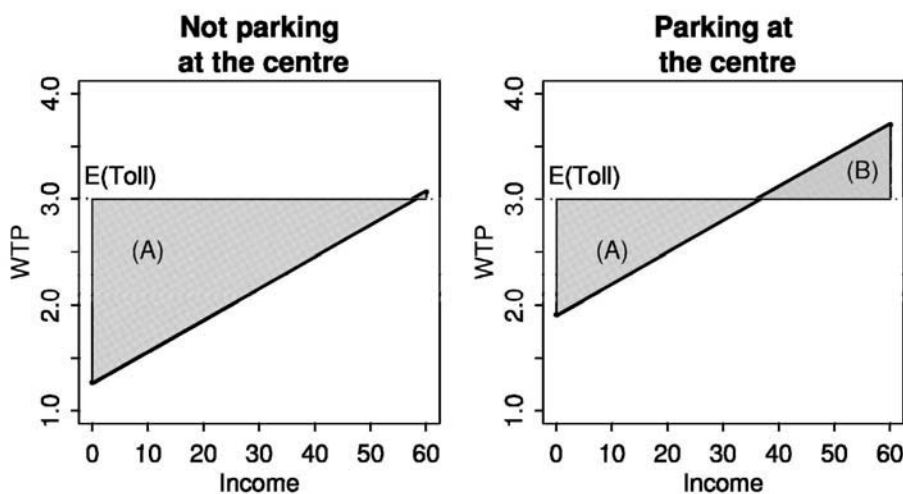 Not parking
at the centre
4.0
3.0
2.0
1.0
WTP
E(Toll)
(A)
0 10 20 30 40 50 60
Income
Parking at
the centre
4.0
3.0
2.0
1.0
WTP
E(Toll)
(A)
(B)
0 10 20 30 40 50 60
Income